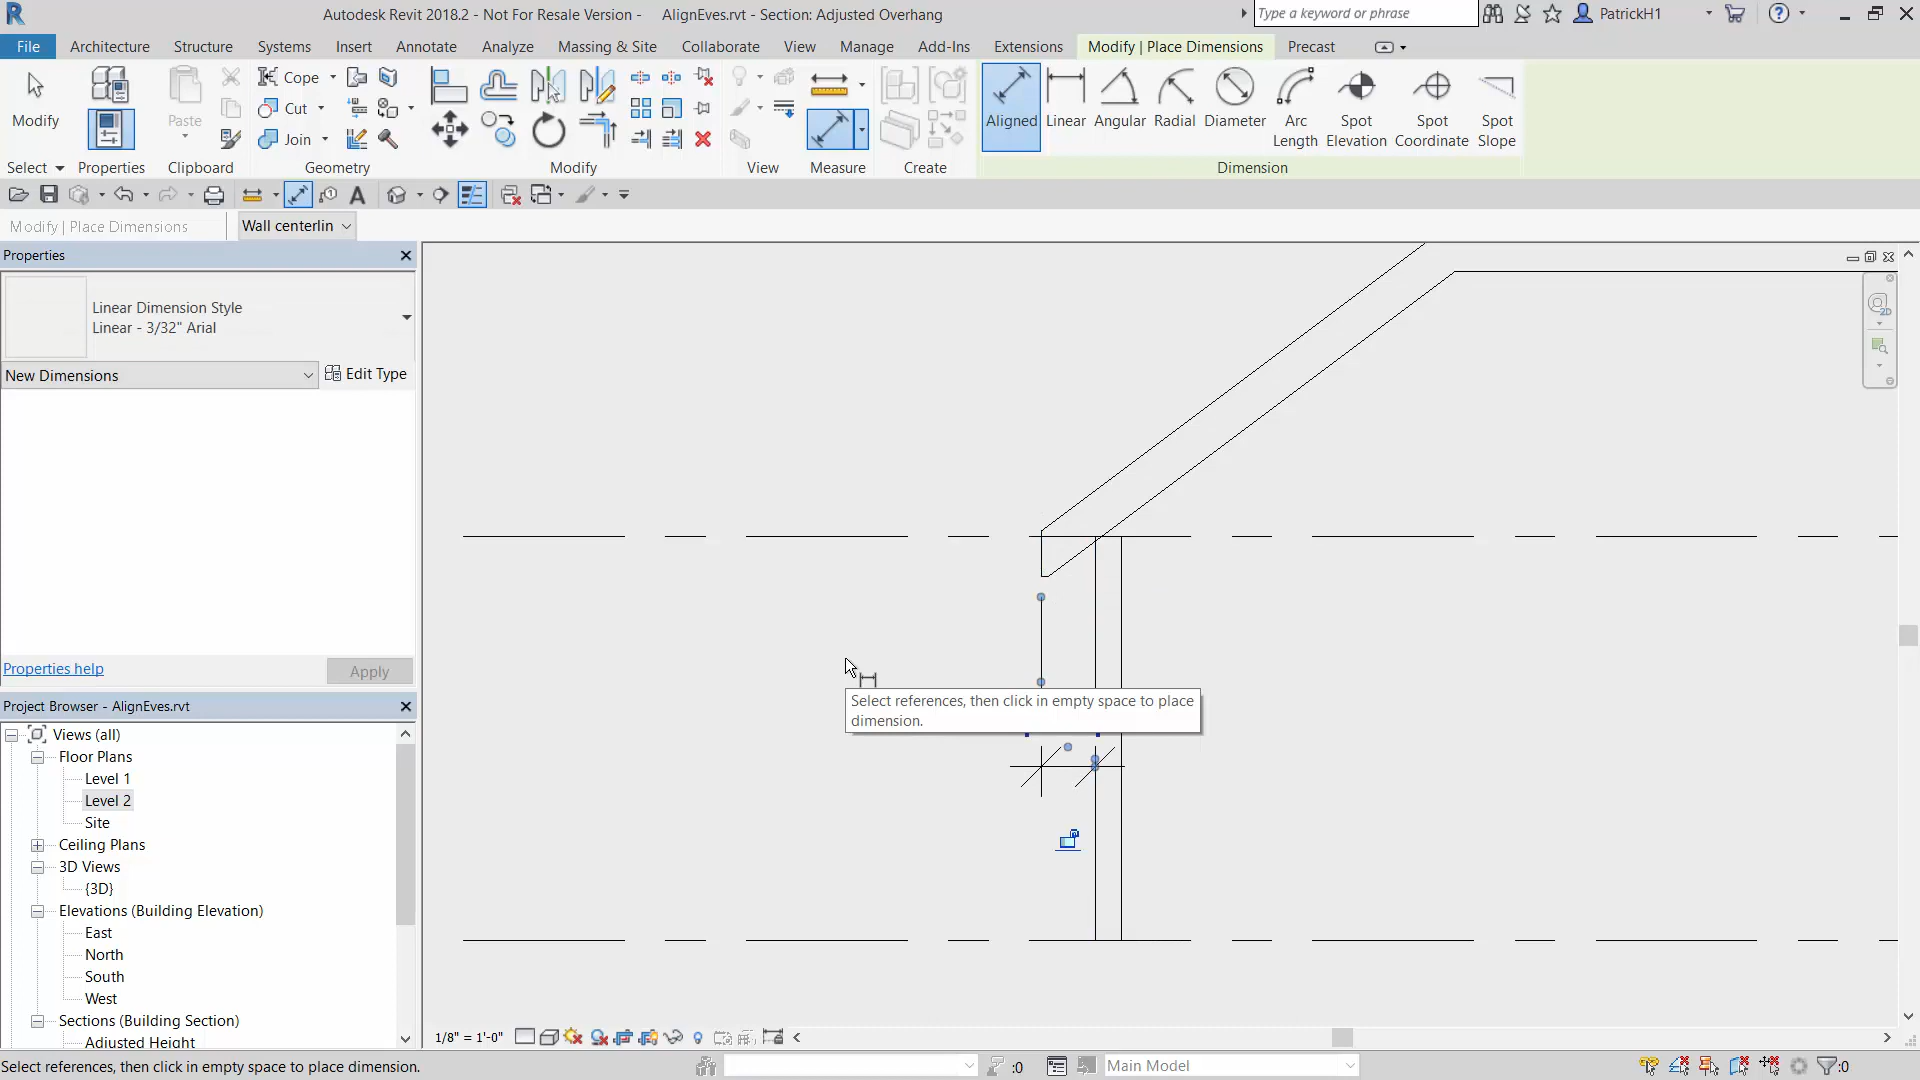 Autodesk Revit 2018.2 - Not For Resale Version - AlignEves.rvt - Section: Adjusted Overhang
Type a keyword or phrase
PatrickH1
File Architecture Structure Systems Insert Annotate Analyze Massing & Site Collaborate View Manage Add-Ins Extensions Modify | Place Dimensions Precast
Modify
Paste
Cope
Cut
Join
Aligned Linear Angular Radial Diameter Arc Length Spot Elevation Spot Coordinate Spot Slope
Select Properties Clipboard Geometry Modify View Measure Create Dimension
Modify | Place Dimensions
Wall centerlin
Properties
Linear Dimension Style
Linear - 3/32" Arial
New Dimensions
Edit Type
Properties help
Apply
Project Browser - AlignEves.rvt
Views (all)
Floor Plans
Level 1
Level 2
Site
Ceiling Plans
3D Views
{3D}
Elevations (Building Elevation)
East
North
South
West
Sections (Building Section)
Adjusted Height
2D
Select references, then click in empty space to place
dimension.
1/8" = 1'-0"
Select references, then click in empty space to place dimension.
:0
Main Model
:0